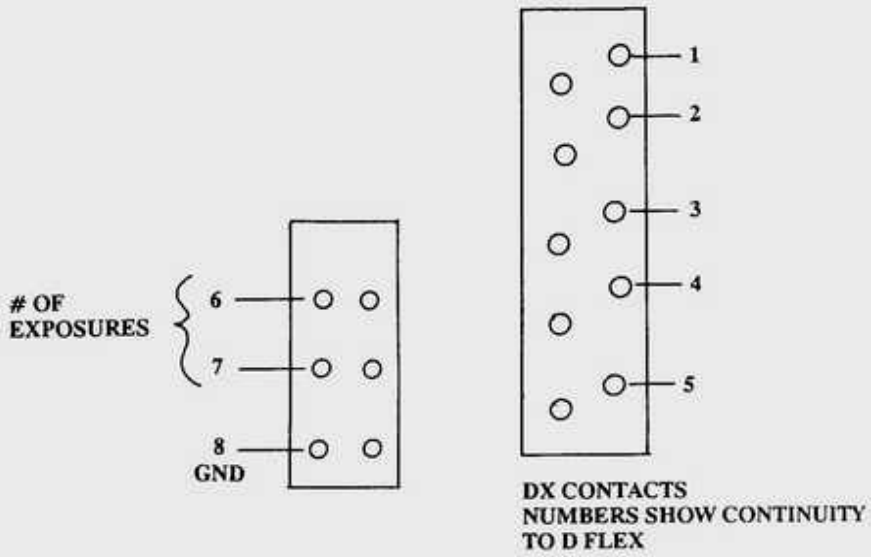 1
2
3
4
5
# OF
EXPOSURES
6
7
8
GND
DX CONTACTS
NUMBERS SHOW CONTINUITY
TO D FLEX